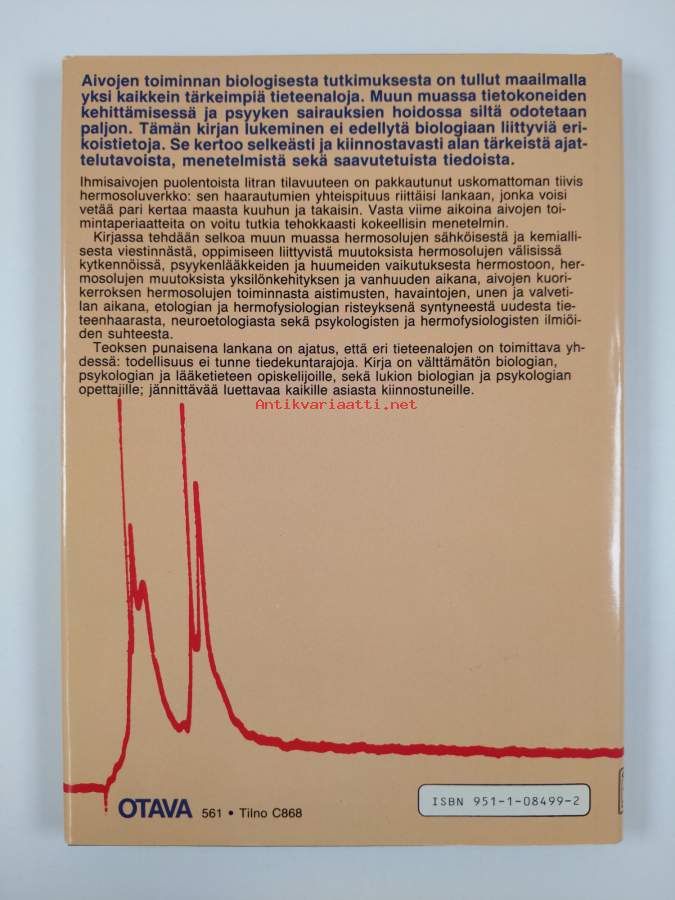 Aivojen toiminnan biologisesta tutkimuksesta on tullut maailmalla
yksi kaikkein tärkeimpiä tieteenaloja. Muun muassa tietokoneiden
kehittämisessä ja psyyken sairauksien hoidossa siltä odotetaan
paljon. Tämän kirjan lukeminen ei edellytä biologiaan liittyviä eri-
koistietoja. Se kertoo selkeästi ja kiinnostavasti alan tärkeistä ajat-
telutavoista, menetelmistä sekä saavutetuista tiedoista.
Ihmisaivojen puolentoista litran tilavuuteen on pakkautunut uskomattoman tiivis
hermosoluverkko: sen haarautumien yhteispituus riittäisi lankaan, jonka voisi
vetää pari kertaa maasta kuuhun ja takaisin. Vasta viime aikoina aivojen toi-
mintaperiaatteita on voitu tutkia tehokkaasti kokeellisin menetelmin.
Kirjassa tehdään selkoa muun muassa hermosolujen sähköisestä ja kemialli-
sesta viestinnästä, oppimiseen liittyvistä muutoksista hermosolujen välisissä
kytkennöissä, psyykenlääkkeiden ja huumeiden vaikutuksesta hermostoon, her-
mosolujen muutoksista yksilönkehityksen ja vanhuuden aikana, aivojen kuori-
kerroksen hermosolujen toiminnasta aistimusten, havaintojen, unen ja valveti-
lan aikana, etologian ja hermofysiologian risteyksenä syntyneestä uudesta tie-
teenhaarasta, neuroetologiasta sekä psykologisten ja hermofysiologisten ilmiöi-
den suhteesta.
Teoksen punaisena lankana on ajatus, että eri tieteenalojen on toimittava yh-
dessä: todellisuus ei tunne tiedekuntarajoja. Kirja on välttämätön biologian,
psykologian ja lääketieteen opiskelijoille, sekä lukion biologian ja psykologian
opettajille; jännittävää luettavaa kaikille asiasta kiinnostuneille.
Antikvariaatti.net
OTAVA 561 • Tilno C868
ISBN 951-1-08499-2